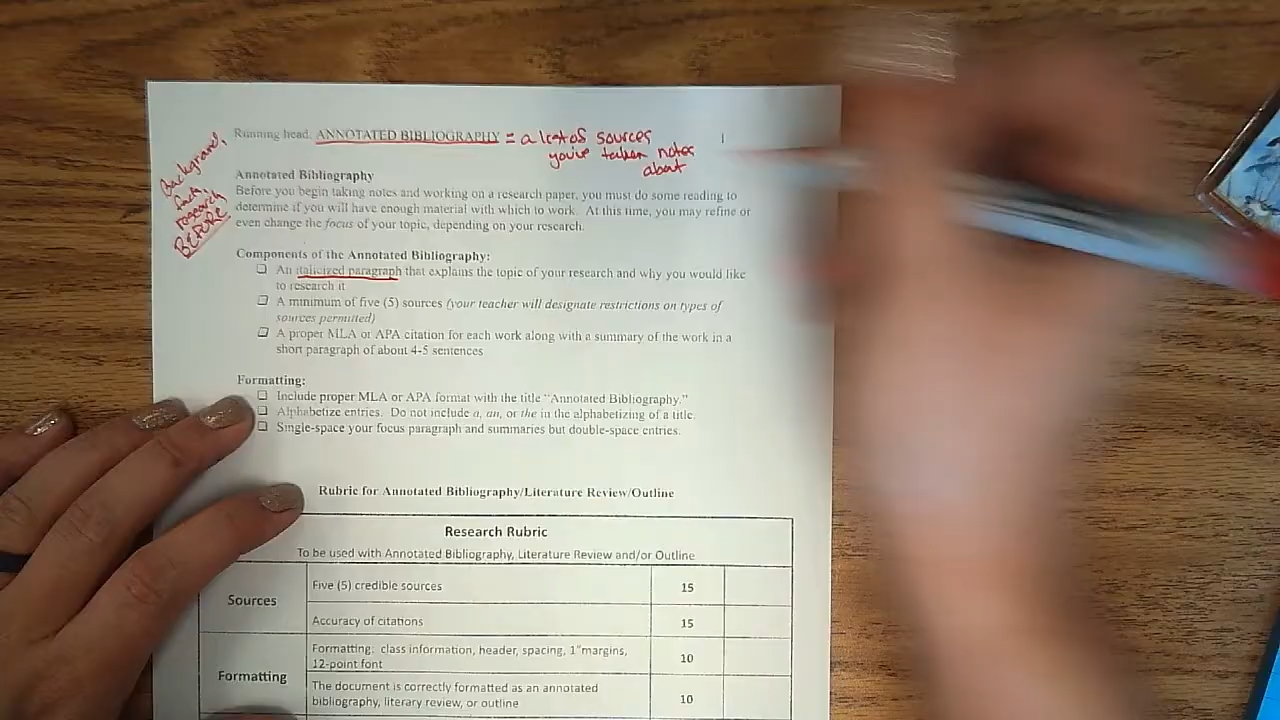 Running head: ANNOTATED BIBLIOGRAPHY = a list of sources
you've taken notes
about
1
Background,
fact,
research
BEFORE
Annotated Bibliography
Before you begin taking notes and working on a research paper, you must do some reading to
determine if you will have enough material with which to work. At this time, you may refine or
even change the focus of your topic, depending on your research.
Components of the Annotated Bibliography:
❑ An italicized paragraph that explains the topic of your research and why you would like
to research it
❑ A minimum of five (5) sources (your teacher will designate restrictions on types of
sources permitted)
❑ A proper MLA or APA citation for each work along with a summary of the work in a
short paragraph of about 4-5 sentences
Formatting:
❑ Include proper MLA or APA format with the title "Annotated Bibliography."
❑ Alphabetize entries. Do not include a, an, or the in the alphabetizing of a title.
❑ Single-space your focus paragraph and summaries but double-space entries.
Rubric for Annotated Bibliography/Literature Review/Outline
Research Rubric
To be used with Annotated Bibliography, Literature Review and/or Outline
Sources
Five (5) credible sources 15
Accuracy of citations 15
Formatting
Formatting: class information, header, spacing, 1" margins,
12-point font 10
The document is correctly formatted as an annotated
bibliography, literary review, or outline 10